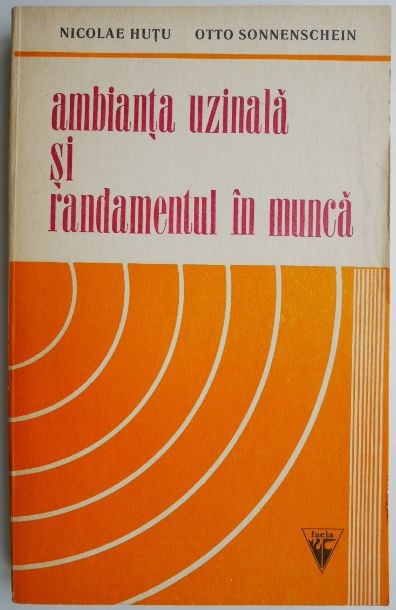 NICOLAE HUȚU OTTO SONNENSCHEIN
ambianța uzinală
și
randamentul în muncă
facla